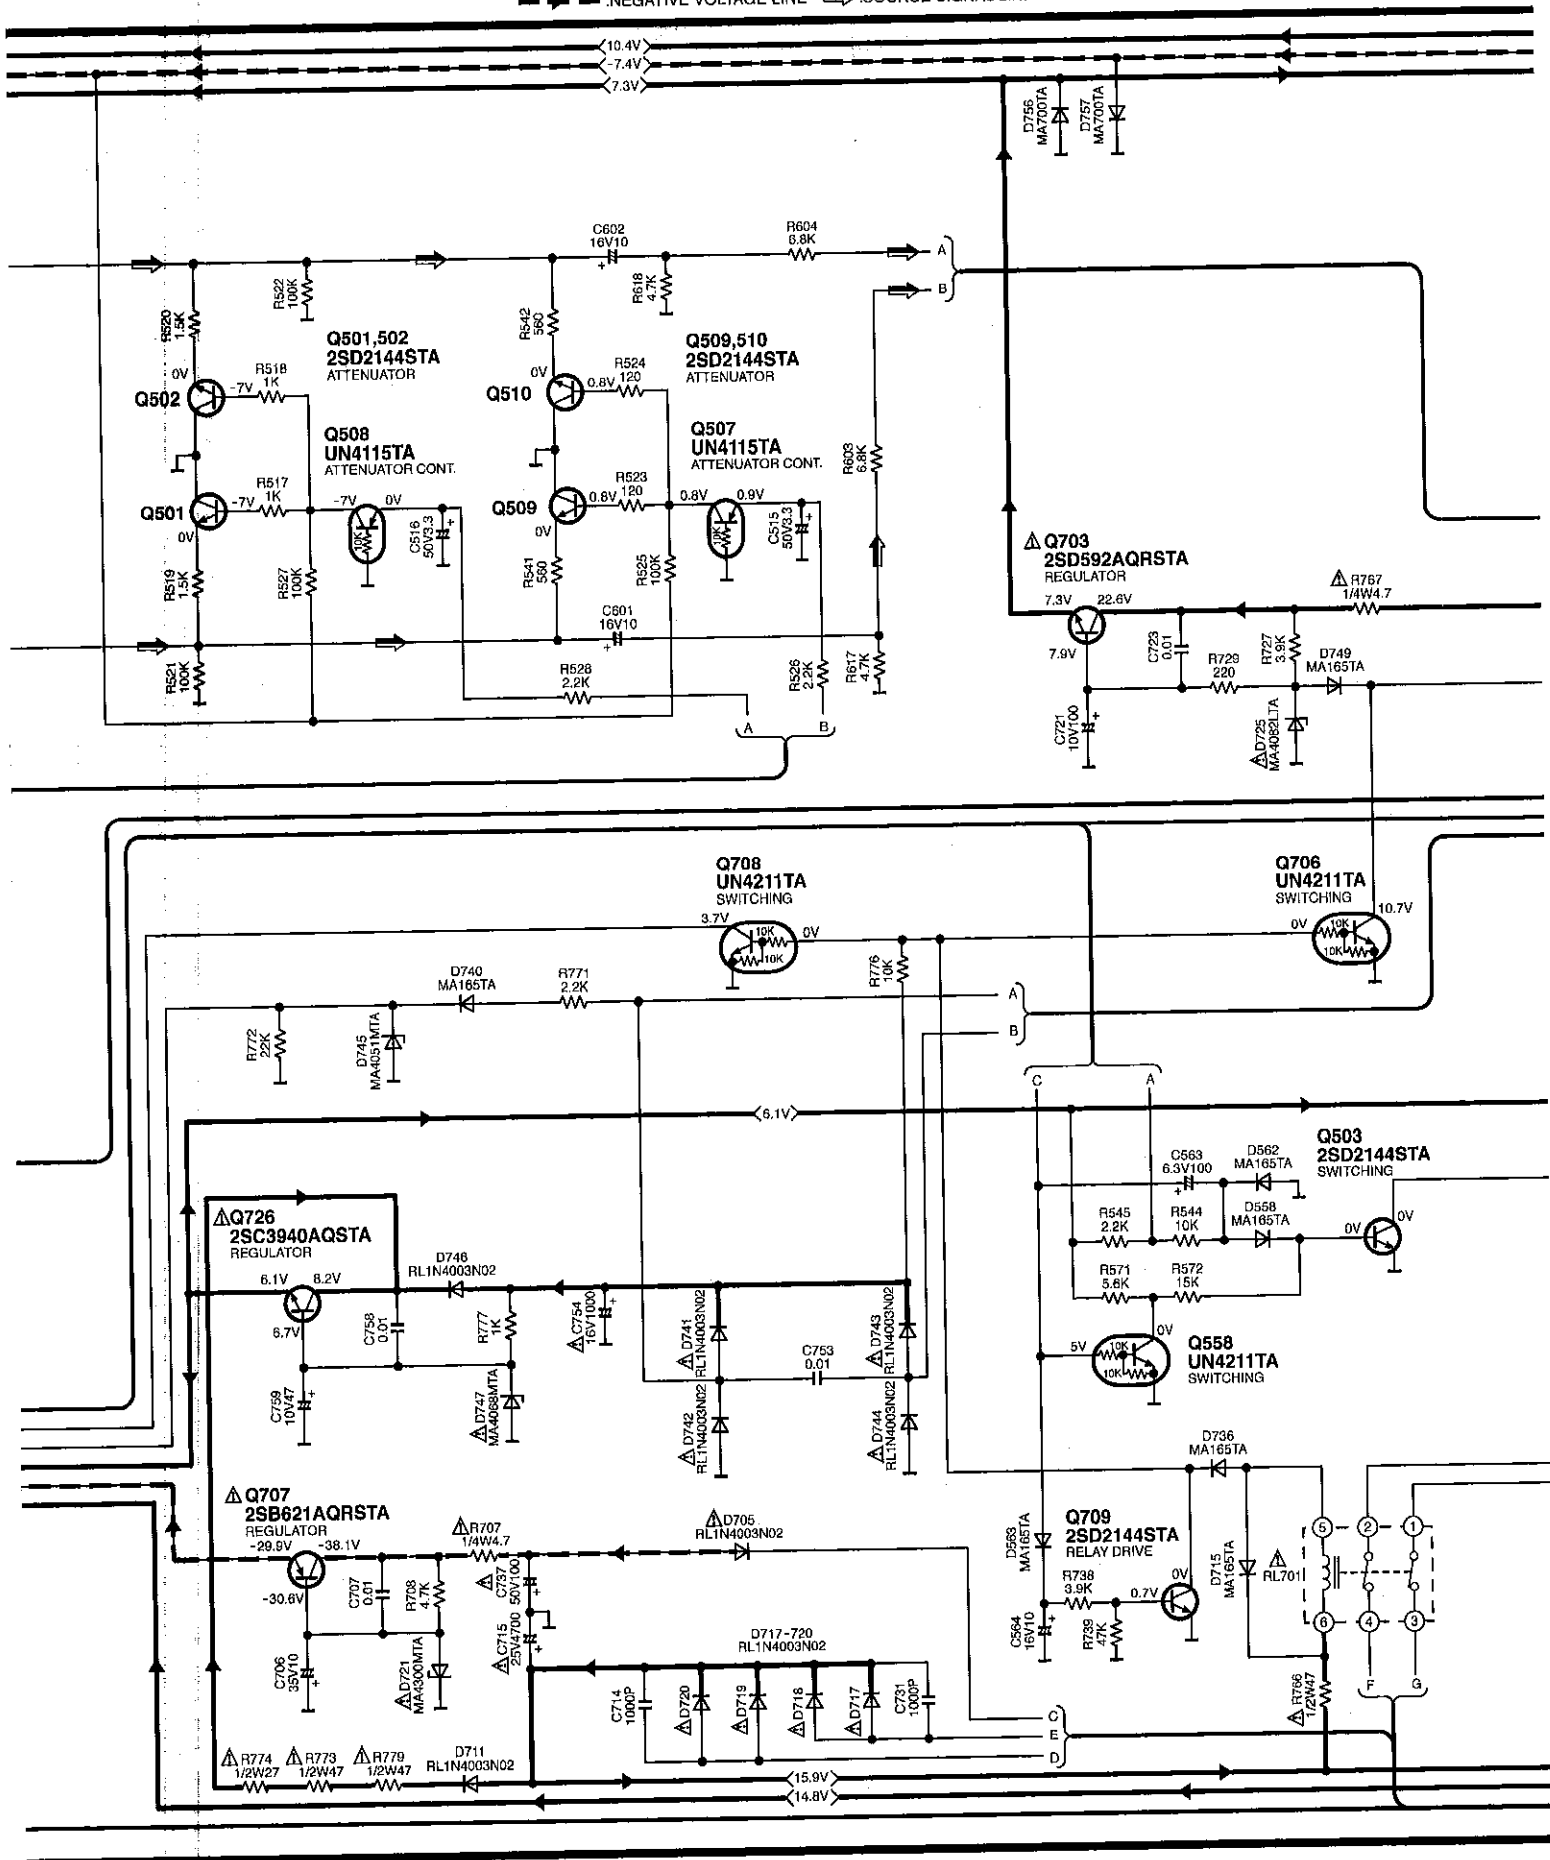 NEGATIVE VOLTAGE LINE
10.4V
-7.4V
7.3V
D756
MA700TA
D757
MA700TA
C602
16V10
+
R604
6.8K
A
B
R522
100K
R618
4.7K
R520
1.5K
R542
560
Q501,502
2SD2144STA
ATTENUATOR
Q509,510
2SD2144STA
ATTENUATOR
0V
R518
1K
-7V
Q502
0V
R524
120
0.8V
Q510
Q508
UN4115TA
ATTENUATOR CONT.
Q507
UN4115TA
ATTENUATOR CONT.
R603
6.8K
R517
1K
-7V
-7V
0V
Q501
0V
10K
C516
50V3.3
+
R523
120
0.8V
0.8V
0.9V
Q509
0V
10K
C515
50V3.3
+
R519
1.5K
R527
100K
R541
560
R525
100K
Q703
2SD592AQRSTA
REGULATOR
R767
1/4W4.7
7.3V
22.6V
7.9V
C601
16V10
+
C723
0.01
R727
3.9K
R729
220
D749
MA165TA
R521
100K
R528
2.2K
R526
2.2K
R617
4.7K
A
B
C721
10V100
+
D725
MA4082LTA
Q708
UN4211TA
SWITCHING
Q706
UN4211TA
SWITCHING
3.7V
10K
10K
0V
0V
10K
10K
10.7V
R776
10K
D740
MA165TA
R771
2.2K
A
B
R772
22K
D745
MA4051MTA
C
A
6.1V
Q503
2SD2144STA
SWITCHING
C563
6.3V100
+
D562
MA165TA
R545
2.2K
R544
10K
D558
MA165TA
0V
0V
Q726
2SC3940AQSTA
REGULATOR
6.1V
8.2V
6.7V
D746
RL1N4003N02
R571
5.6K
R572
15K
C758
0.01
R777
1K
C754
16V1000
+
D741
RL1N4003N02
D743
RL1N4003N02
C753
0.01
5V
10K
10K
0V
Q558
UN4211TA
SWITCHING
C759
10V47
+
D747
MA4068MTA
D742
RL1N4003N02
D744
RL1N4003N02
D736
MA165TA
Q707
2SB621AQRSTA
REGULATOR
-29.9V
-38.1V
-30.6V
R707
1/4W4.7
D705
RL1N4003N02
D563
MA165TA
Q709
2SD2144STA
RELAY DRIVE
0V
R738
3.9K
0.7V
D715
MA165TA
RL701
5
2
1
6
4
3
C707
0.01
R708
4.7K
C737
50V100
+
C715
25V4700
+
C564
16V10
+
R739
47K
C706
35V10
+
D721
MA4300MTA
D717-720
RL1N4003N02
C714
1000P
D720
D719
D718
D717
C731
1000P
C
E
D
R766
1/2W47
F
G
R774
1/2W27
R773
1/2W47
R779
1/2W47
D711
RL1N4003N02
15.9V
14.8V